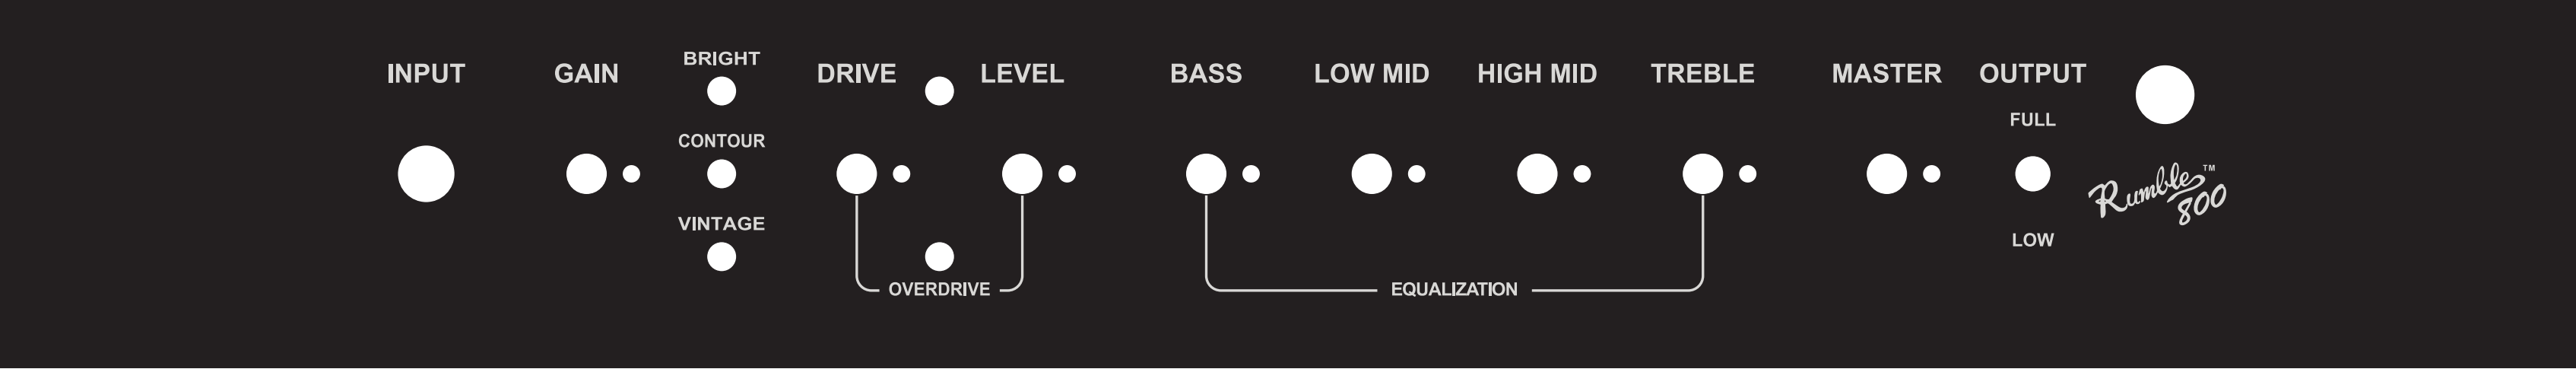 INPUT
GAIN
BRIGHT
CONTOUR
VINTAGE
DRIVE
LEVEL
OVERDRIVE
BASS
LOW MID
HIGH MID
TREBLE
EQUALIZATION
MASTER
OUTPUT
FULL
LOW
Rumble™
800